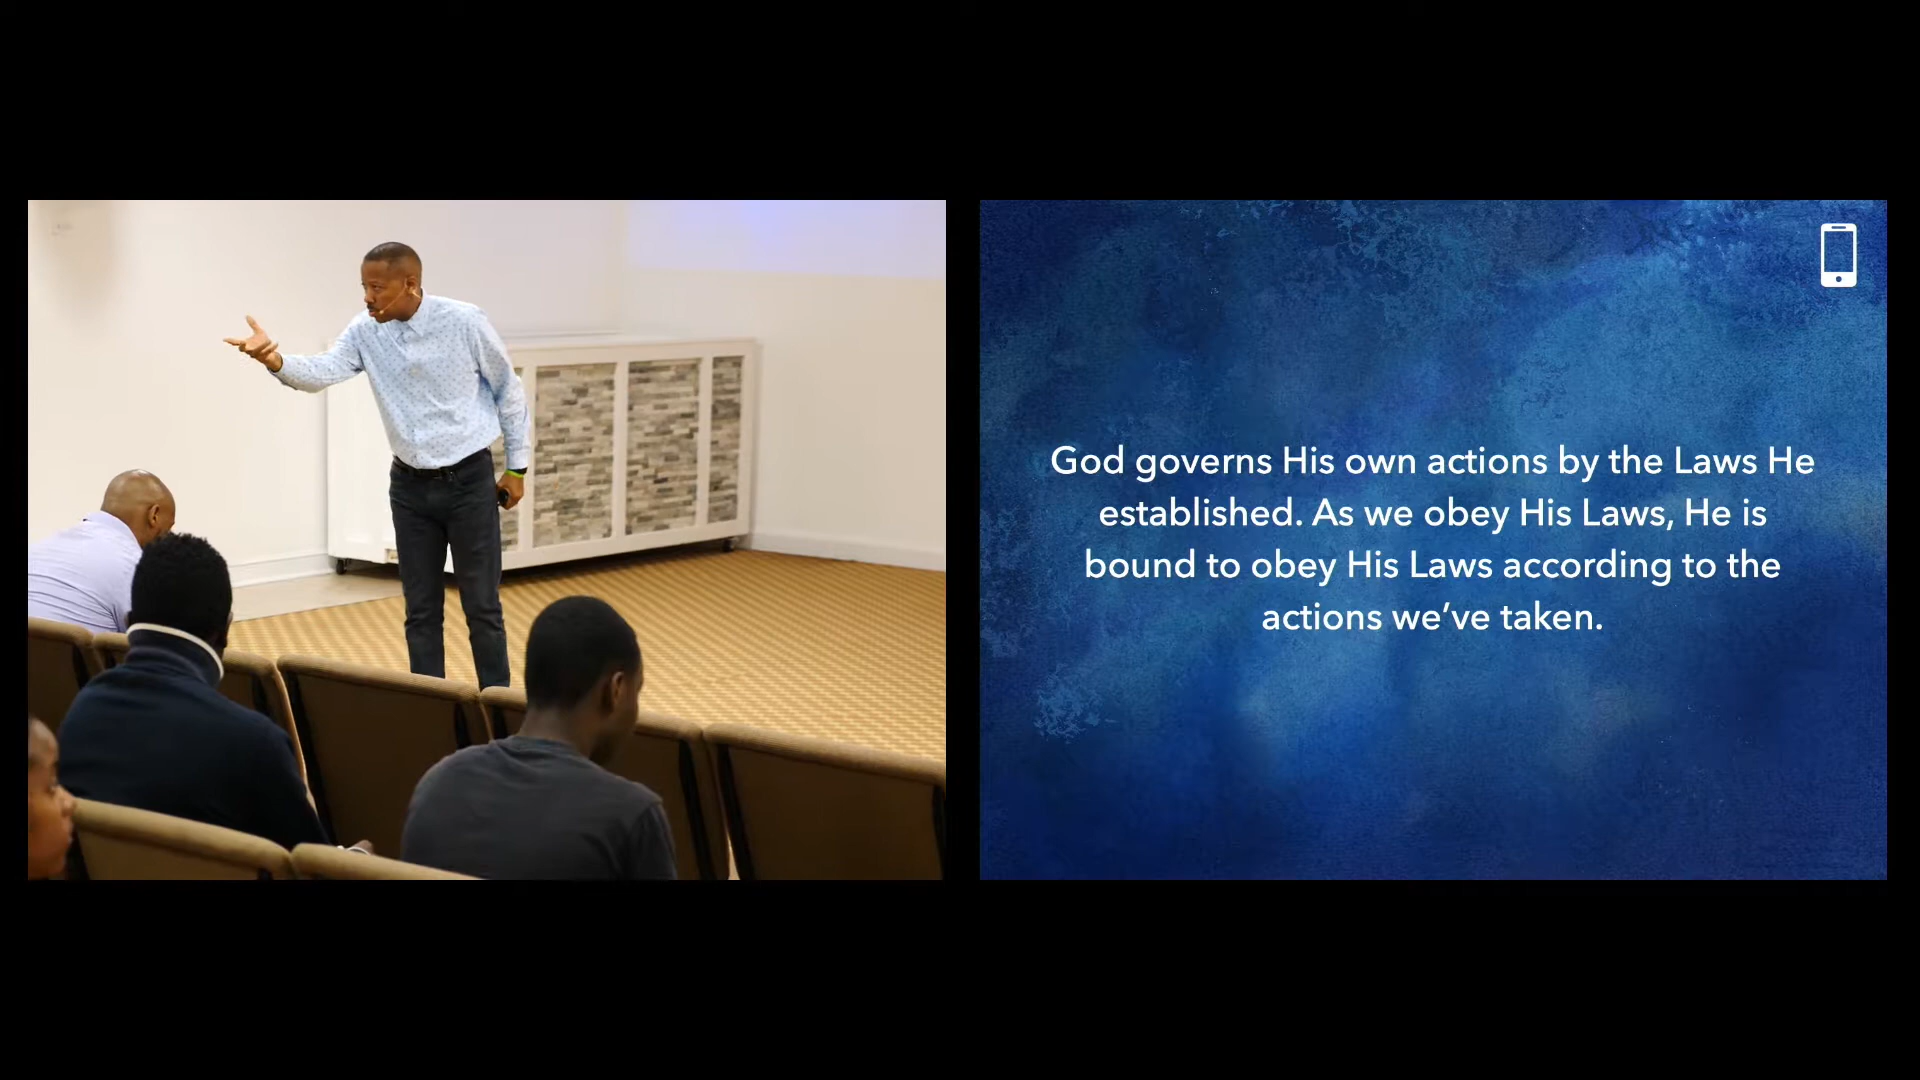 God governs His own actions by the Laws He
established. As we obey His Laws, He is
bound to obey His Laws according to the
actions we’ve taken.